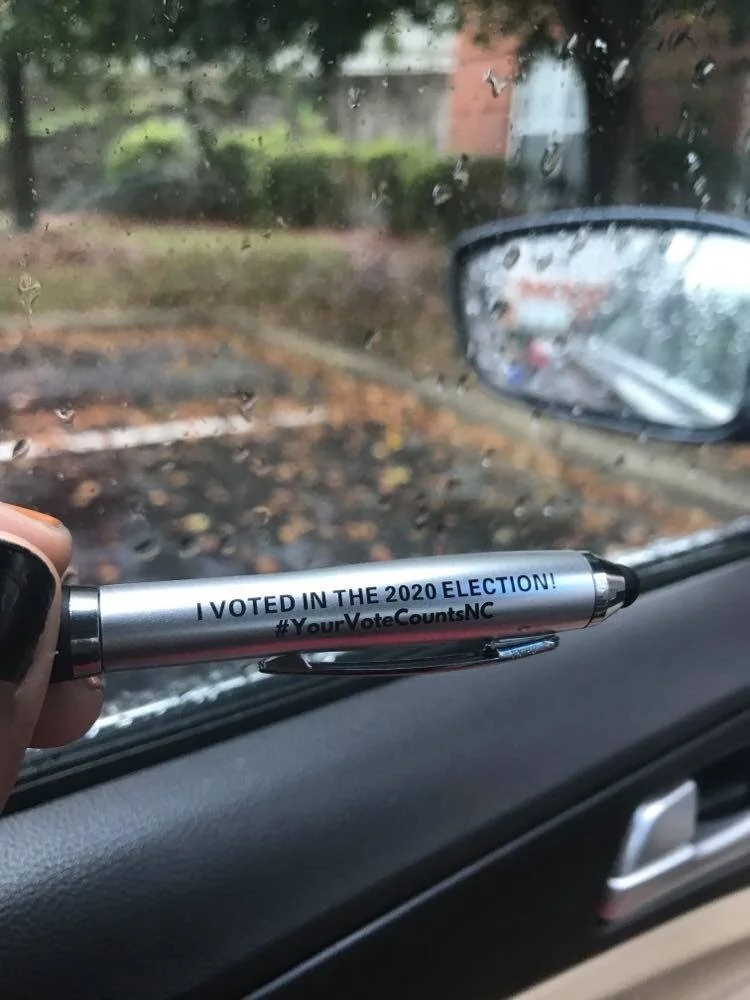 I VOTED IN THE 2020 ELECTION!
#YourVoteCountsNC